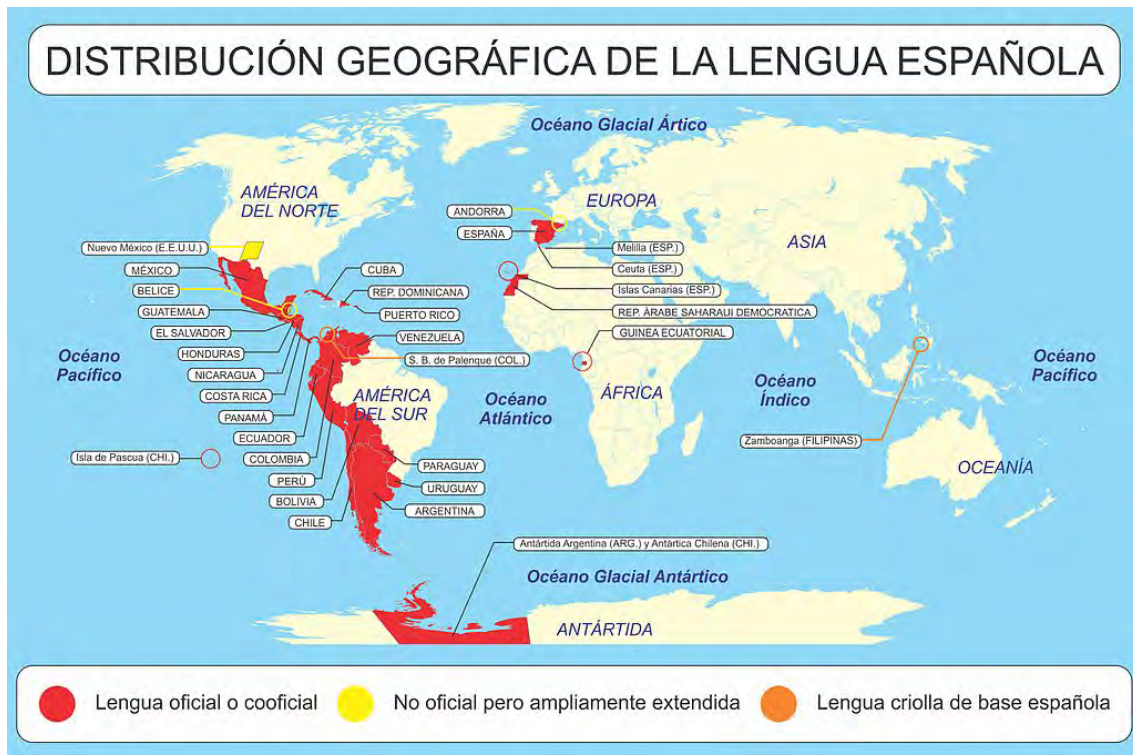 DISTRIBUCIÓN GEOGRÁFICA DE LA LENGUA ESPAÑOLA
Océano Glacial Ártico
AMÉRICA
DEL NORTE
EUROPA
ASIA
ANDORRA
ESPAÑA
Nuevo México (E.E.U.U.)
Melilla (ESP.)
MÉXICO
CUBA
Ceuta (ESP.)
BELICE
REP. DOMINICANA
Islas Canarias (ESP.)
GUATEMALA
PUERTO RICO
REP. ÁRABE SAHARAUI DEMOCRATICA
EL SALVADOR
VENEZUELA
GUINEA ECUATORIAL
HONDURAS
S. B. de Palenque (COL.)
NICARAGUA
Océano
Pacífico
COSTA RICA
AMÉRICA
DEL SUR
Océano
Atlántico
ÁFRICA
Océano
Índico
Océano
Pacífico
PANAMÁ
ECUADOR
Zamboanga (FILIPINAS)
Isla de Pascua (CHI.)
COLOMBIA
PARAGUAY
OCEANÍA
PERÚ
URUGUAY
BOLIVIA
ARGENTINA
CHILE
Antártida Argentina (ARG.) y Antártica Chilena (CHI.)
Océano Glacial Antártico
ANTÁRTIDA
Lengua oficial o cooficial
No oficial pero ampliamente extendida
Lengua criolla de base española